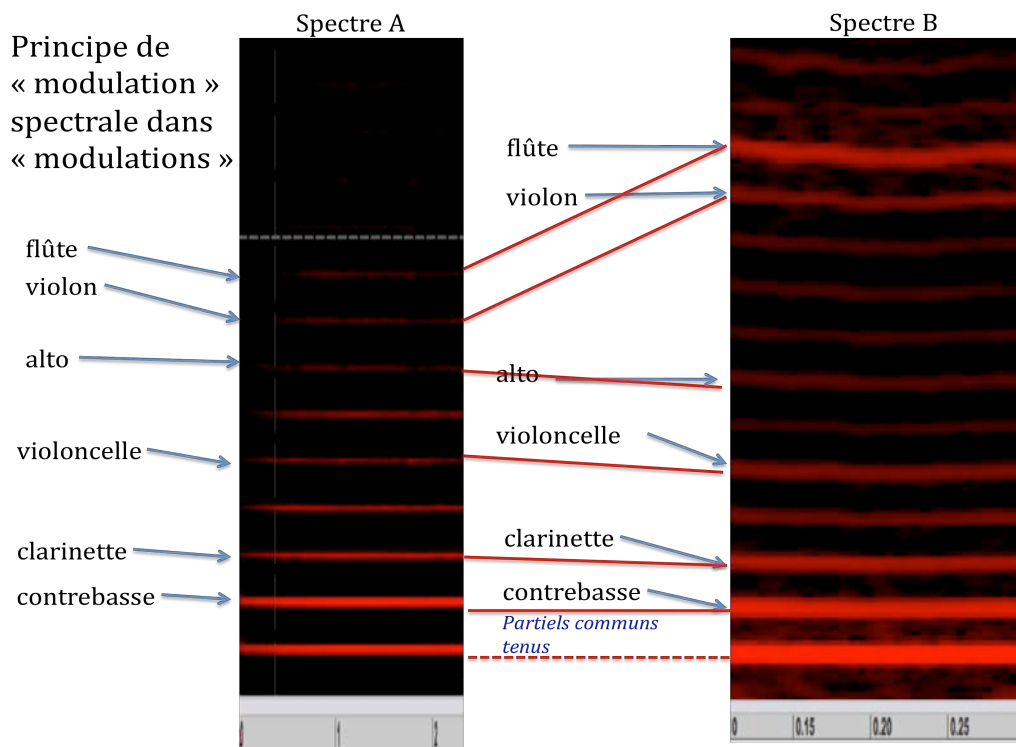 Spectre A
Spectre B
Principe de
« modulation »
spectrale dans
« modulations »
flûte
violon
alto
violoncelle
clarinette
contrebasse
flûte
violon
alto
violoncelle
clarinette
contrebasse
Partiels communs
tenus
0 1 2
0 0.15 0.20 0.25